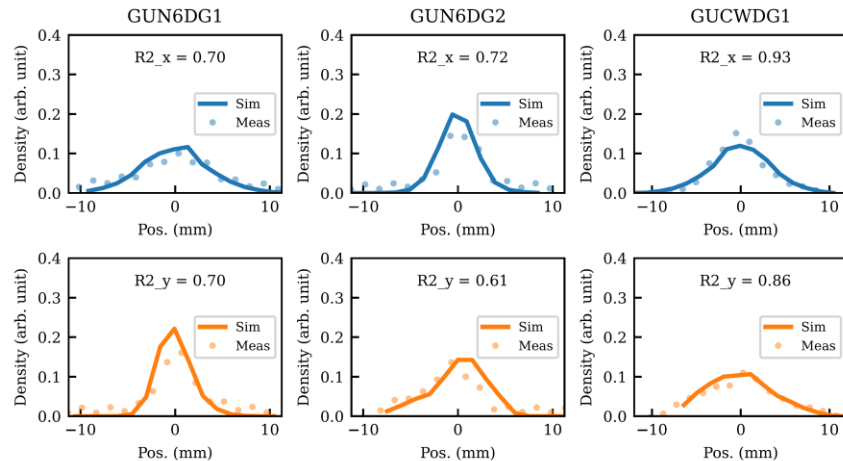 GUN6DG1 GUN6DG2 GUCWDG1
0.4 0.4 0.4
R2_x = 0.70 R2_x = 0.72 R2_x = 0.93
Density (arb. unit) Density (arb. unit) Density (arb. unit)
0.3 0.3 0.3
Sim Sim Sim
0.2 0.2 0.2
Meas Meas Meas
0.1 0.1 0.1
0.0 0.0 0.0
−10 0 10 −10 0 10 −10 0 10
Pos. (mm) Pos. (mm) Pos. (mm)
0.4 0.4 0.4
R2_y = 0.70 R2_y = 0.61 R2_y = 0.86
Density (arb. unit) Density (arb. unit) Density (arb. unit)
0.3 0.3 0.3
Sim Sim Sim
0.2 0.2 0.2
Meas Meas Meas
0.1 0.1 0.1
0.0 0.0 0.0
−10 0 10 −10 0 10 −10 0 10
Pos. (mm) Pos. (mm) Pos. (mm)